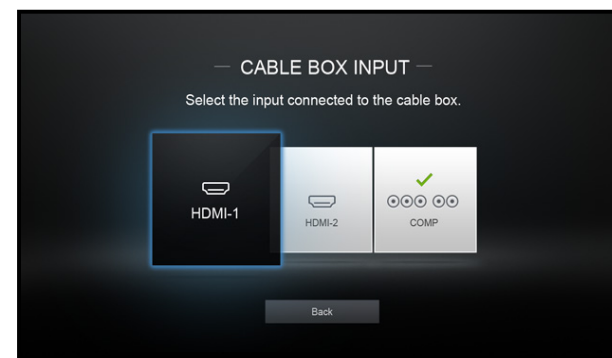 CABLE BOX INPUT
Select the input connected to the cable box.
HDMI-1
HDMI-2
COMP
Back